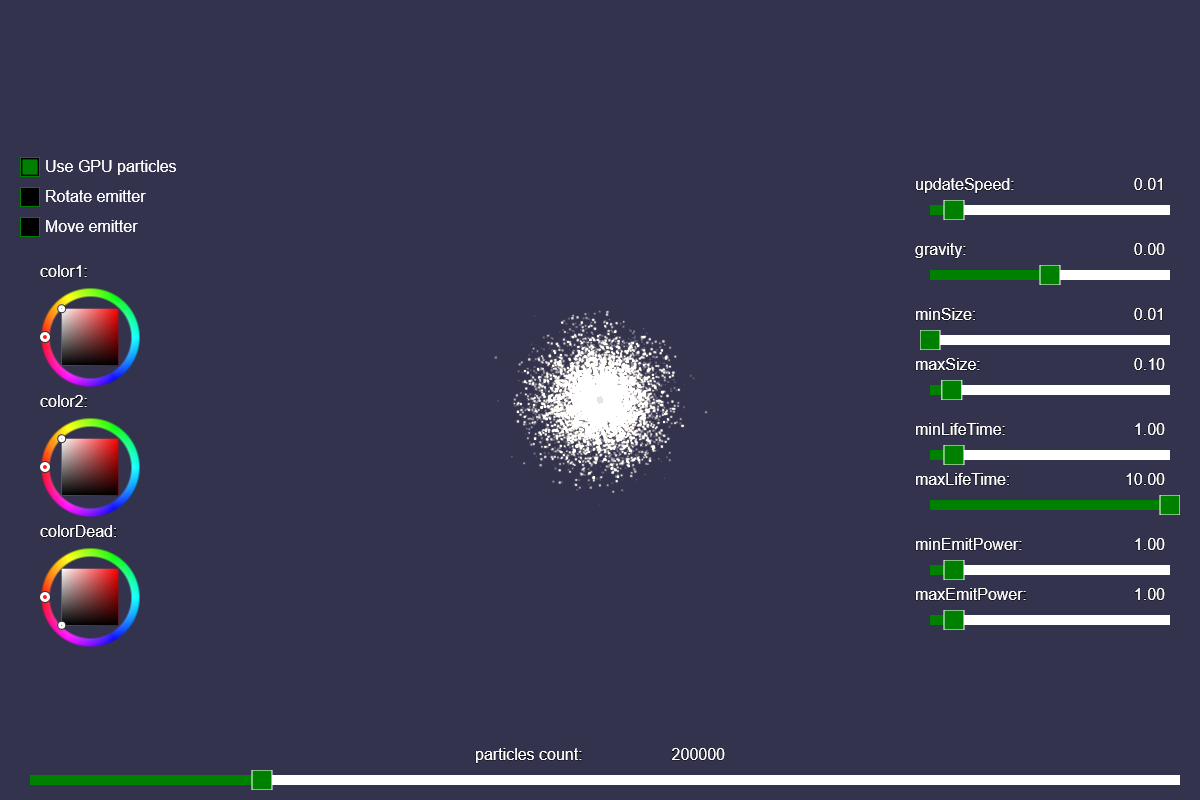 Use GPU particles
Rotate emitter
Move emitter
color1:
color2:
colorDead:
updateSpeed: 0.01
gravity: 0.00
minSize: 0.01
maxSize: 0.10
minLifeTime: 1.00
maxLifeTime: 10.00
minEmitPower: 1.00
maxEmitPower: 1.00
particles count: 200000